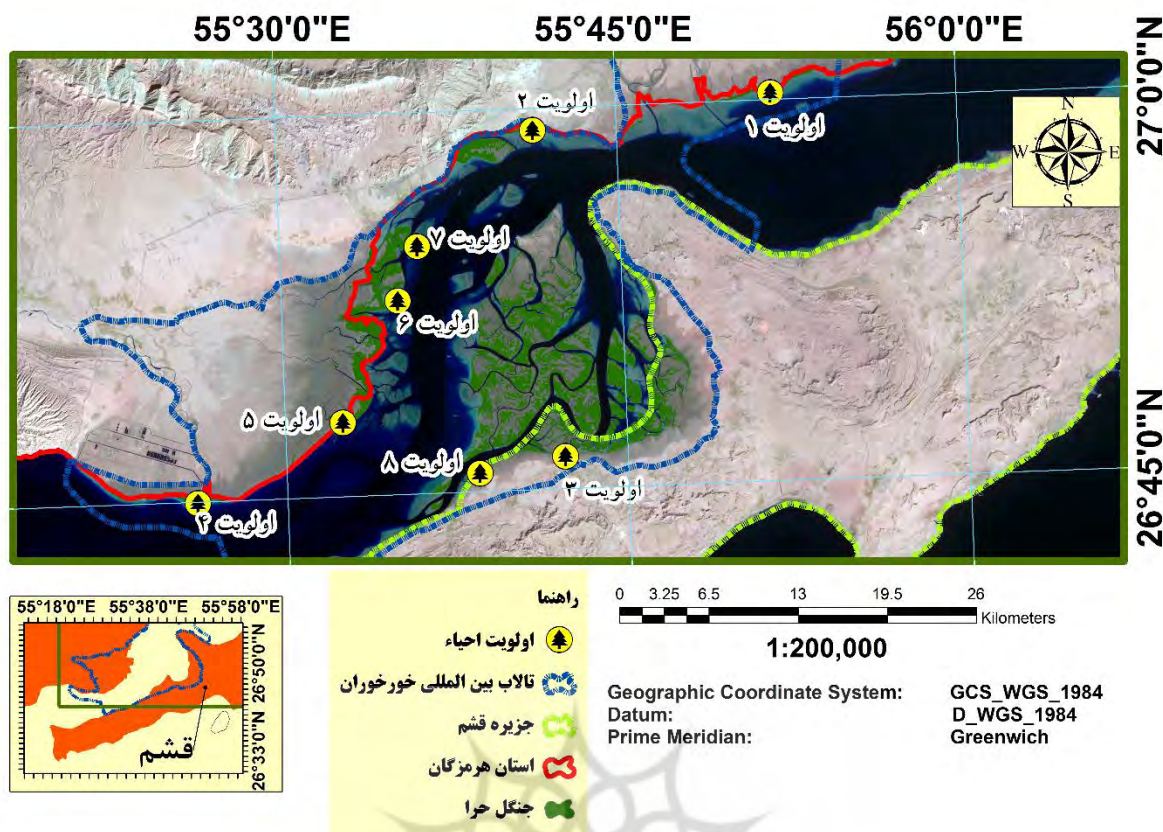 55°30'0"E 55°45'0"E 56°0'0"E
27°0'0"N
26°45'0"N
N
W E
S
اولویت ۱
اولویت ۲
اولویت ۷
اولویت ۶
اولویت ۵
اولویت ۸
اولویت ۳
اولویت ۴
55°18'0"E 55°38'0"E 55°58'0"E
26°50'0"N
26°33'0"N
قشم
راهنما
اولویت احیاء
تالاب بین المللی خورخوران
جزیره قشم
استان هرمزگان
جنگل حرا
0 3.25 6.5 13 19.5 26
Kilometers
1:200,000
Geographic Coordinate System: GCS_WGS_1984
Datum: D_WGS_1984
Prime Meridian: Greenwich